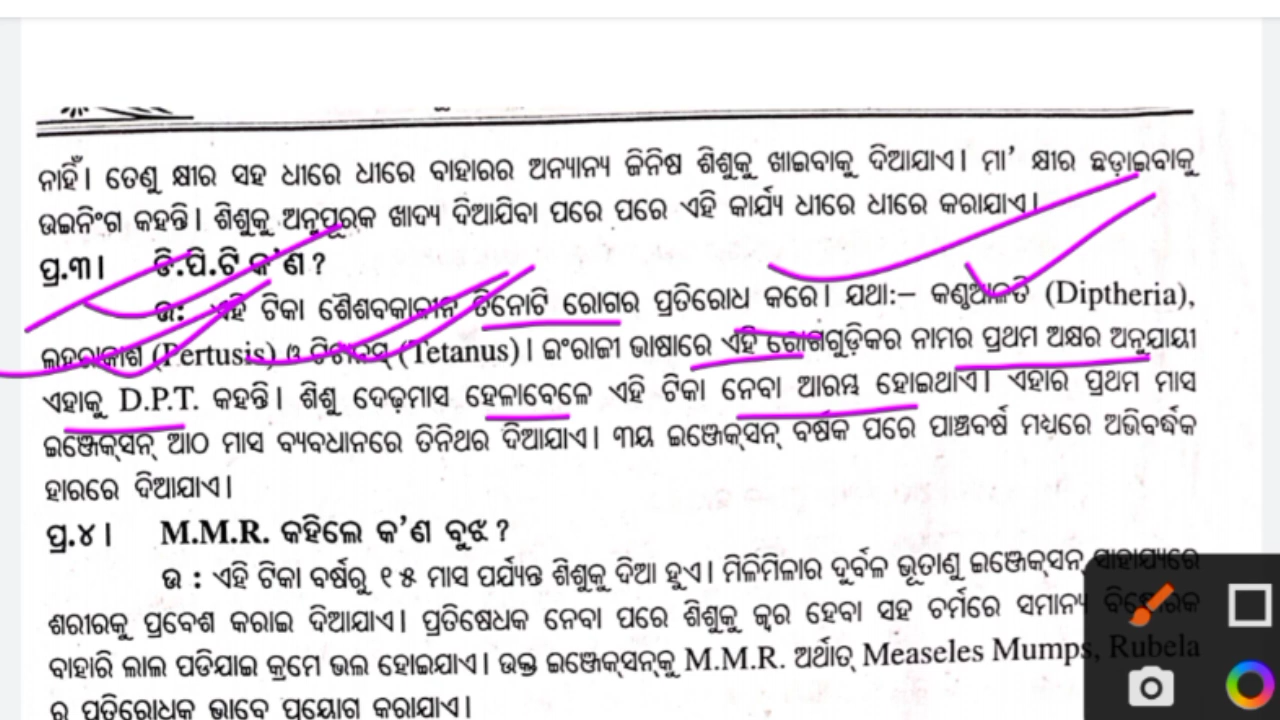 ନାହିଁ। ତେଣୁ କ୍ଷୀର ସହ ଧୀରେ ଧୀରେ ବାହାରର ଅନ୍ୟାନ୍ୟ ଜିନିଷ ଶିଶୁକୁ ଖାଇବାକୁ ଦିଆଯାଏ। ମା’ କ୍ଷୀର ଛଡ଼ାଇବାକୁ
ଉଇନିଂଗ କହନ୍ତି। ଶିଶୁକୁ ଅନୁପୂରକ ଖାଦ୍ୟ ଦିଆଯିବା ପରେ ପରେ ଏହି କାର୍ଯ୍ୟ ଧୀରେ ଧୀରେ କରାଯାଏ।
ପ୍ର.୩। ଡି.ପି.ଟି କ’ଣ ?
ଉ: ଏହି ଟିକା ଶୈଶବକାଳୀନ ତିନୋଟି ରୋଗର ପ୍ରତିରୋଧ କରେ। ଯଥା:– (Diptheria),
ଲହରାକାଶ (Pertusis) ଓ ଟିଟାନସ୍ (Tetanus)। ଇଂରାଜୀ ଭାଷାରେ ଏହି ରୋଗଗୁଡ଼ିକର ନାମର ପ୍ରଥମ ଅକ୍ଷର ଅନୁଯାୟୀ
ଏହାକୁ D.P.T. କହନ୍ତି। ଶିଶୁ ଦେଢ଼ମାସ ହେଲାବେଳେ ଏହି ଟିକା ନେବା ଆରମ୍ଭ ହୋଇଥାଏ। ଏହାର ପ୍ରଥମ ମାସ
ଇଞ୍ଜେକ୍‌ସନ୍ ଆଠ ମାସ ବ୍ୟବଧାନରେ ତିନିଥର ଦିଆଯାଏ। ୩ୟ ଇଞ୍ଜେକ୍‌ସନ୍ ବର୍ଷକ ପରେ ପାଞ୍ଚବର୍ଷ ମଧ୍ୟରେ ଅଭିବର୍ଦ୍ଧକ
ହାରରେ ଦିଆଯାଏ।
ପ୍ର.୪। M.M.R. କହିଲେ କ’ଣ ବୁଝ ?
ଉ : ଏହି ଟିକା ବର୍ଷରୁ ୧୫ ମାସ ପର୍ଯ୍ୟନ୍ତ ଶିଶୁକୁ ଦିଆ ହୁଏ। ମିଳିମିଳାର ଦୁର୍ବଳ ଭୂତାଣୁ ଇଞ୍ଜେକ୍‌ସନ୍ ସାହାଯ୍ୟରେ
ଶରୀରକୁ ପ୍ରବେଶ କରାଇ ଦିଆଯାଏ। ପ୍ରତିଷେଧକ ନେବା ପରେ ଶିଶୁକୁ ଜ୍ୱର ହେବା ସହ ଚର୍ମରେ ସମାନ୍ୟ
ବାହାରି ଲାଲ ପଡିଯାଇ କ୍ରମେ ଭଲ ହୋଇଯାଏ। ଉକ୍ତ ଇଞ୍ଜେକ୍‌ସନ୍‌କୁ M.M.R. ଅର୍ଥାତ୍ Measeles Mumps, Rubela
ର ପ୍ରତିରୋଧକ ଭାବେ ପ୍ରୟୋଗ କରାଯାଏ।